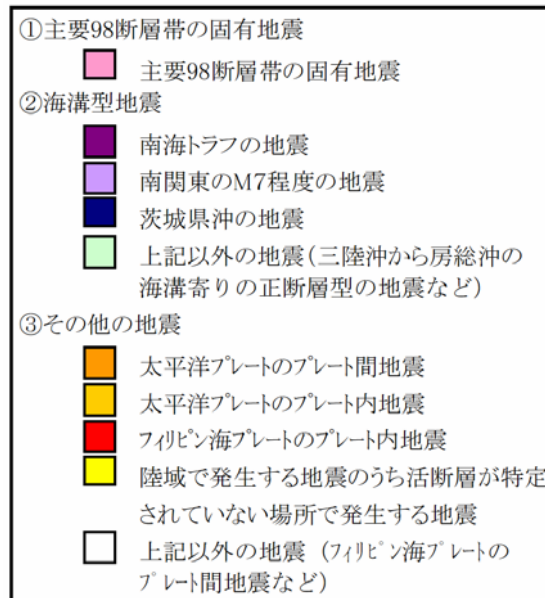 ①主要98断層帯の固有地震
主要98断層帯の固有地震
②海溝型地震
南海トラフの地震
南関東のM7程度の地震
茨城県沖の地震
上記以外の地震(三陸沖から房総沖の
海溝寄りの正断層型の地震など)
③その他の地震
太平洋プレートのプレート間地震
太平洋プレートのプレート内地震
フィリピン海プレートのプレート内地震
陸域で発生する地震のうち活断層が特定
されていない場所で発生する地震
上記以外の地震 (フィリピン海プレートの
プレート間地震など)